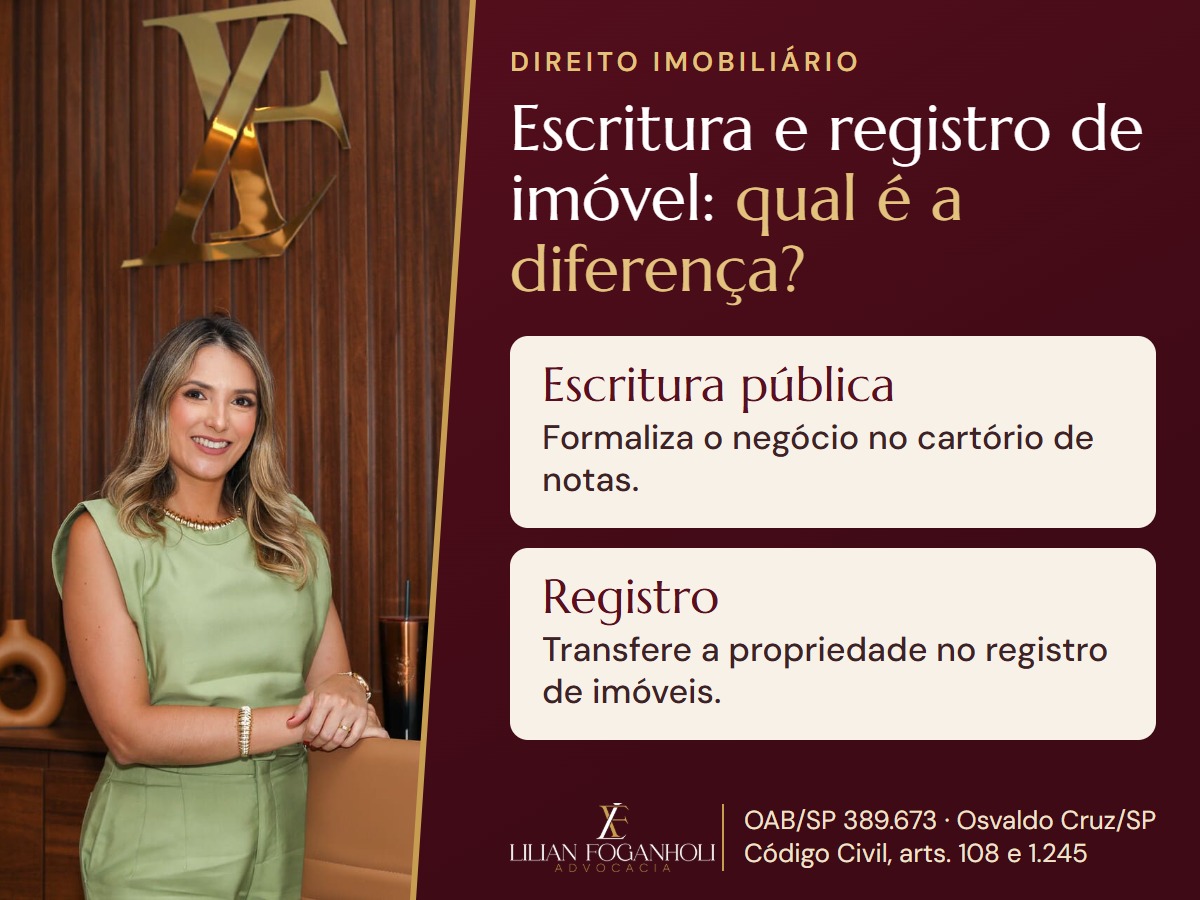 DIREITO IMOBILIÁRIO
Escritura e registro de
imóvel: qual é a
diferença?
Escritura pública
Formaliza o negócio no cartório de
notas.
Registro
Transfere a propriedade no registro
de imóveis.
LILIAN FOGANHOLI
ADVOCACIA
OAB/SP 389.673 · Osvaldo Cruz/SP
Código Civil, arts. 108 e 1.245